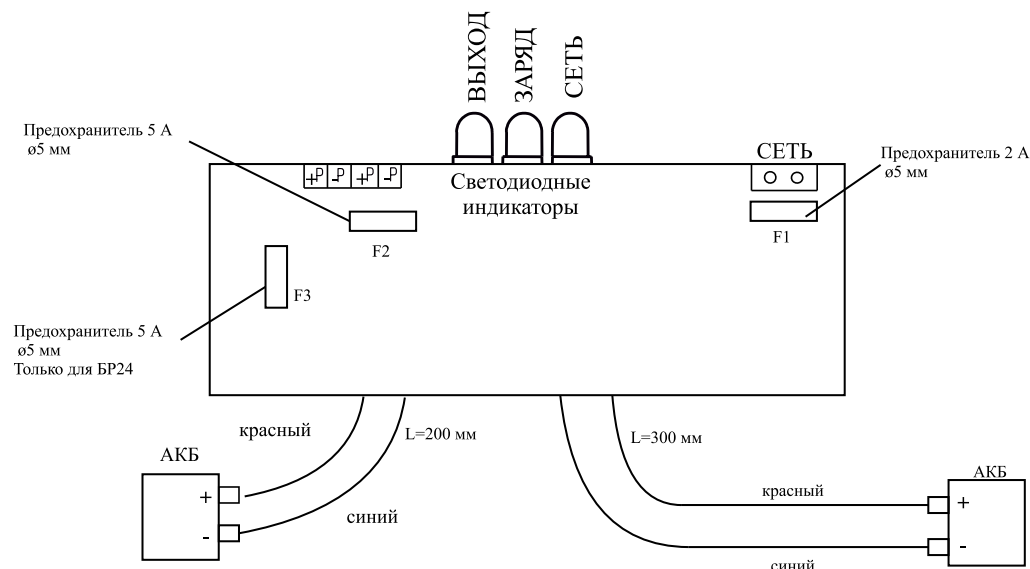 ВЫХОД
ЗАРЯД
СЕТЬ
Предохранитель 5 А
ø5 мм
+P -P +P -P
Светодиодные
индикаторы
СЕТЬ
Предохранитель 2 А
ø5 мм
F2
F1
F3
Предохранитель 5 А
ø5 мм
Только для БР24
красный
L=200 мм
L=300 мм
АКБ
+
-
синий
красный
АКБ
+
-
синий